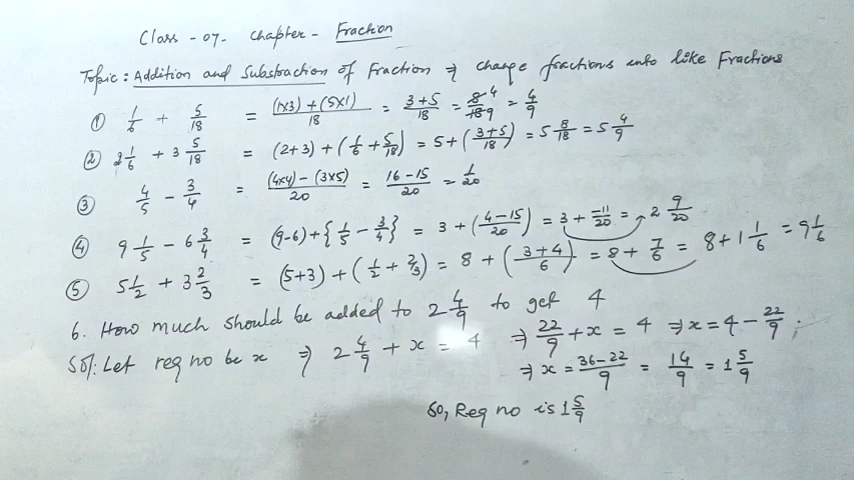 Class - 07- Chapter - Fraction
Topic: Addition and Substraction of Fraction → change fractions into like Fractions
① 1/6 + 5/18 = (1x3)+(5x1)/18 = 3+5/18 = 8/18 4/9 = 4/9
② 2 1/6 + 3 5/18 = (2+3) + (1/6 + 5/18) = 5 + (3+5/18) = 5 8/18 = 5 4/9
③ 4/5 - 3/4 = (4x4) - (3x5)/20 = 16-15/20 = 1/20
④ 9 1/5 - 6 3/4 = (9-6) + {1/5 - 3/4} = 3 + (4-15/20) = 3 + -11/20 = 2 9/20
⑤ 5 1/2 + 3 2/3 = (5+3) + (1/2 + 2/3) = 8 + (3+4/6) = 8 + 7/6 = 8 + 1 1/6 = 9 1/6
6. How much should be added to 2 4/9 to get 4
Sol: Let req no be x ⇒ 2 4/9 + x = 4 ⇒ 22/9 + x = 4 ⇒ x = 4 - 22/9.
⇒ x = 36-22/9 = 14/9 = 1 5/9
So, Req no is 1 5/9